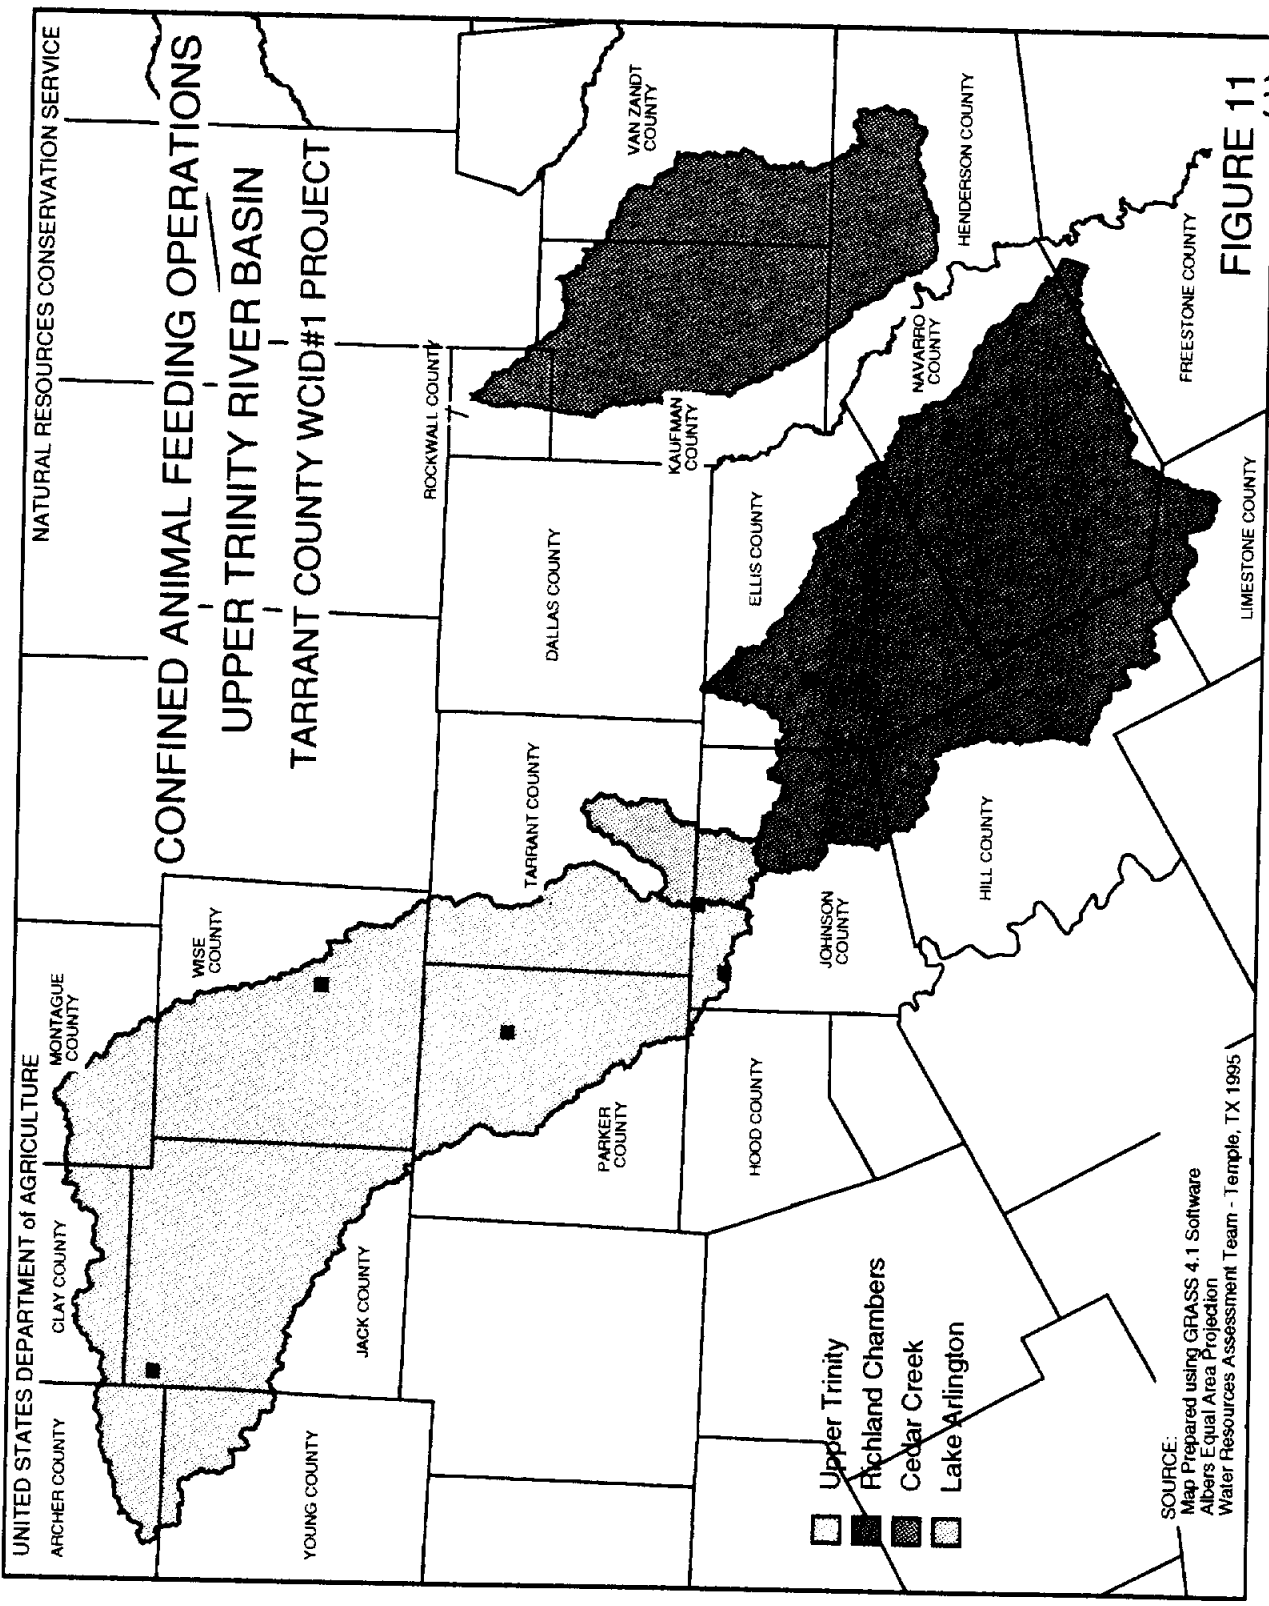 UNITED STATES DEPARTMENT of AGRICULTURE
NATURAL RESOURCES CONSERVATION SERVICE
CONFINED ANIMAL FEEDING OPERATIONS
UPPER TRINITY RIVER BASIN
TARRANT COUNTY WCID#1 PROJECT
ARCHER COUNTY
CLAY COUNTY
MONTAGUE
COUNTY
WISE
COUNTY
YOUNG COUNTY
JACK COUNTY
ROCKWALL COUNTY
PARKER
COUNTY
TARRANT COUNTY
DALLAS COUNTY
KAUFMAN
COUNTY
VAN ZANDT
COUNTY
HOOD COUNTY
JOHNSON
COUNTY
ELLIS COUNTY
NAVARRO
COUNTY
HENDERSON COUNTY
HILL COUNTY
FREESTONE COUNTY
LIMESTONE COUNTY
Upper Trinity
Richland Chambers
Cedar Creek
Lake Arlington
SOURCE:
Map Prepared using GRASS 4.1 Software
Albers Equal Area Projection
Water Resources Assessment Team - Temple, TX 1995
FIGURE 11